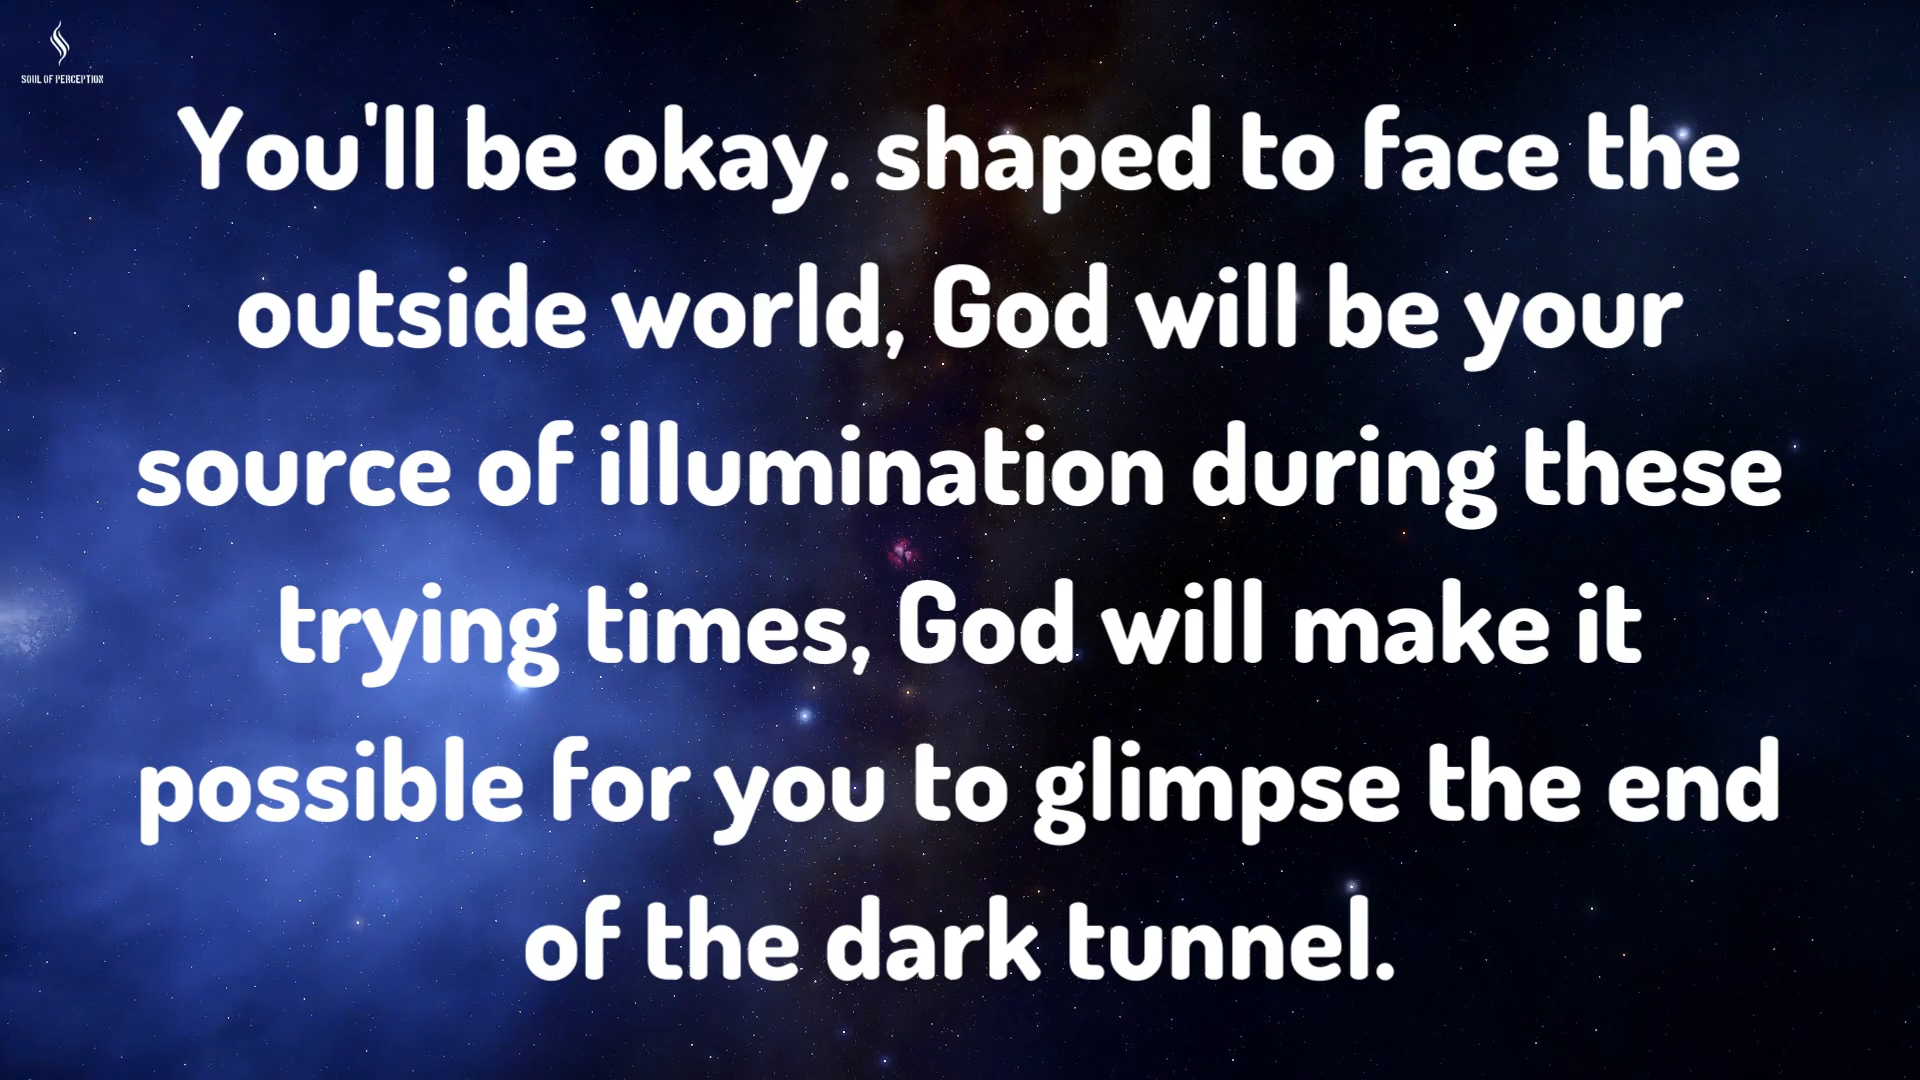 SOUL OF PERCEPTION
You'll be okay. shaped to face the
outside world, God will be your
source of illumination during these
trying times, God will make it
possible for you to glimpse the end
of the dark tunnel.